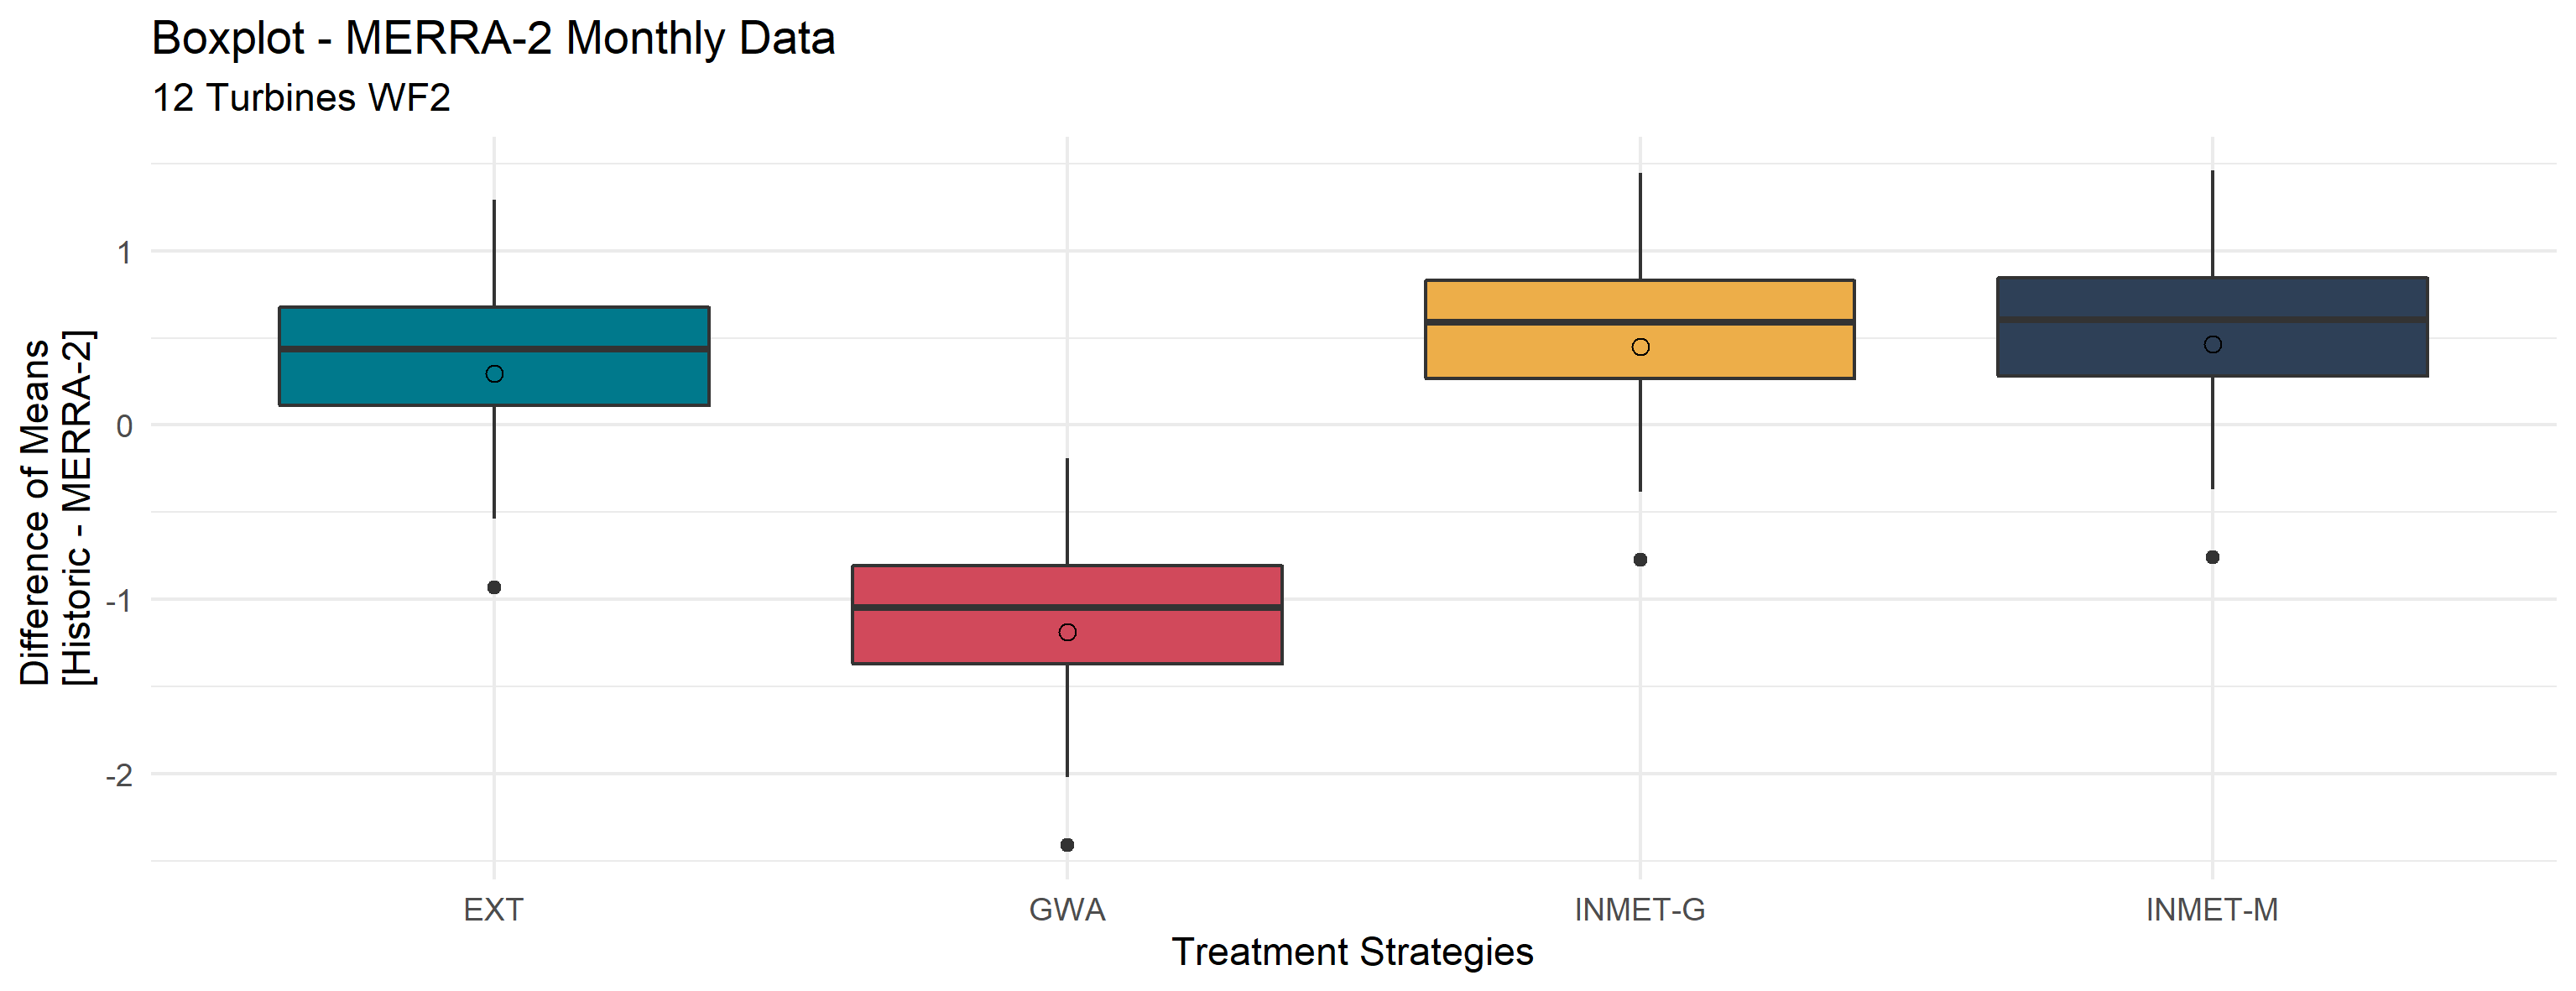 Boxplot - MERRA-2 Monthly Data
12 Turbines WF2
Difference of Means
[Historic - MERRA-2]
1
0
-1
-2
EXT
GWA
INMET-G
INMET-M
Treatment Strategies